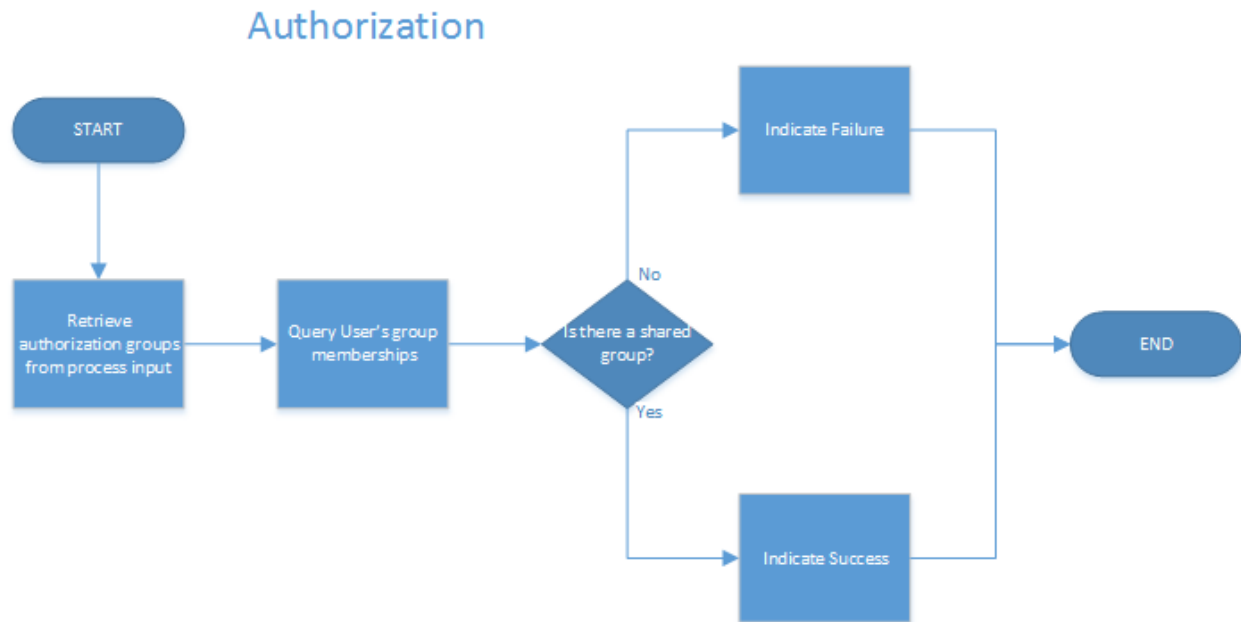 Authorization
START
Indicate Failure
No
Retrieve
authorization groups
from process input
Query User's group
memberships
Is there a shared
group?
END
Yes
Indicate Success